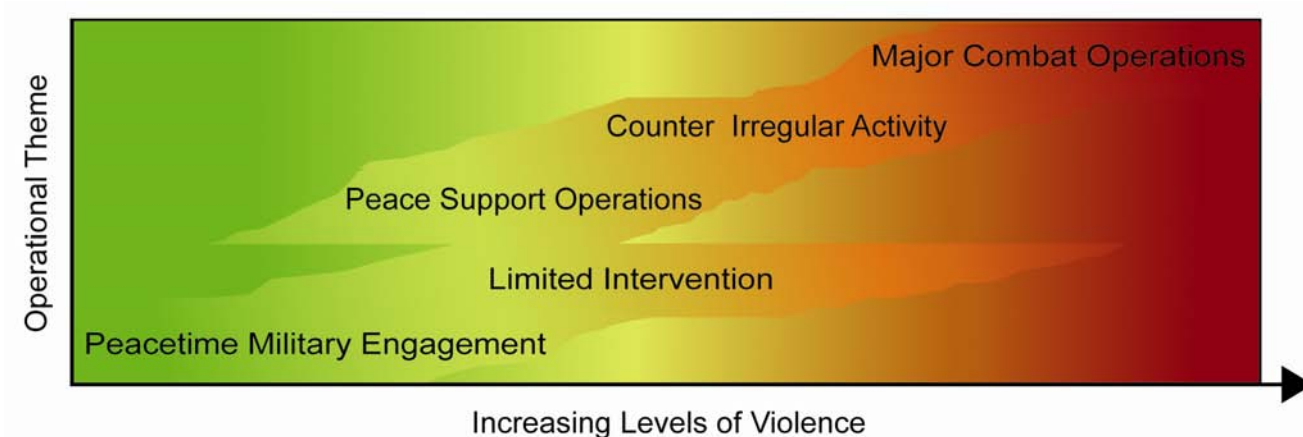 Operational Theme
Major Combat Operations
Counter Irregular Activity
Peace Support Operations
Limited Intervention
Peacetime Military Engagement
Increasing Levels of Violence